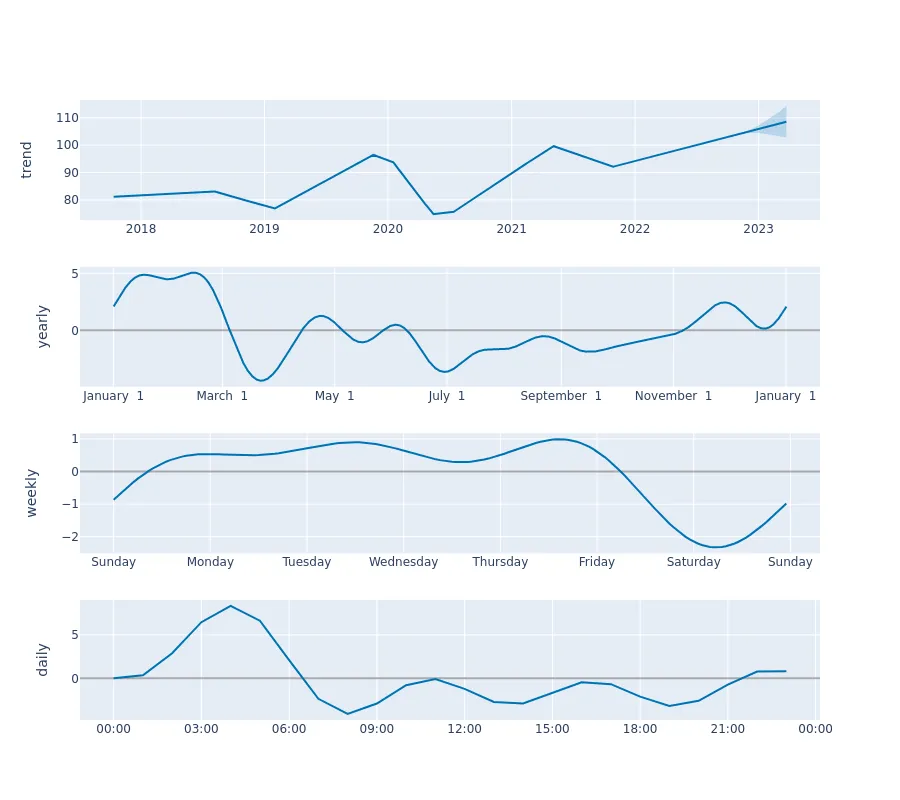 trend
110
100
90
80
2018 2019 2020 2021 2022 2023
yearly
5
0
January 1 March 1 May 1 July 1 September 1 November 1 January 1
weekly
1
0
−1
−2
Sunday Monday Tuesday Wednesday Thursday Friday Saturday Sunday
daily
5
0
00:00 03:00 06:00 09:00 12:00 15:00 18:00 21:00 00:00